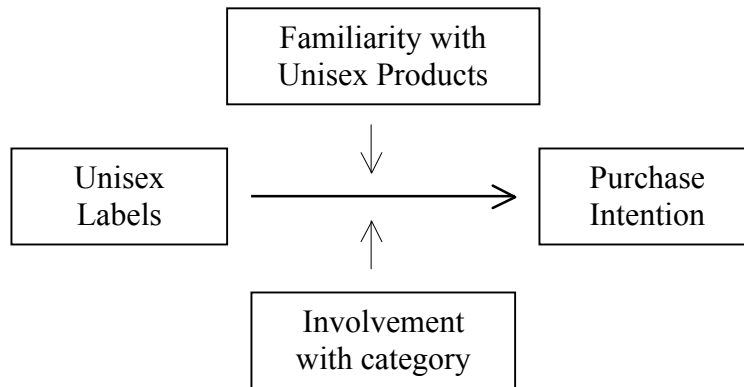 Familiarity with
Unisex Products
Unisex
Labels
Purchase
Intention
Involvement
with category